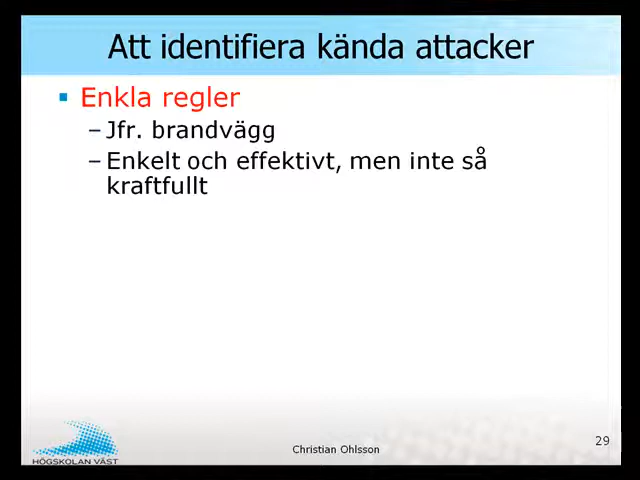 Att identifiera kända attacker
Enkla regler
–Jfr. brandvägg
–Enkelt och effektivt, men inte så
kraftfullt
HÖGSKOLAN VÄST
Christian Ohlsson
29